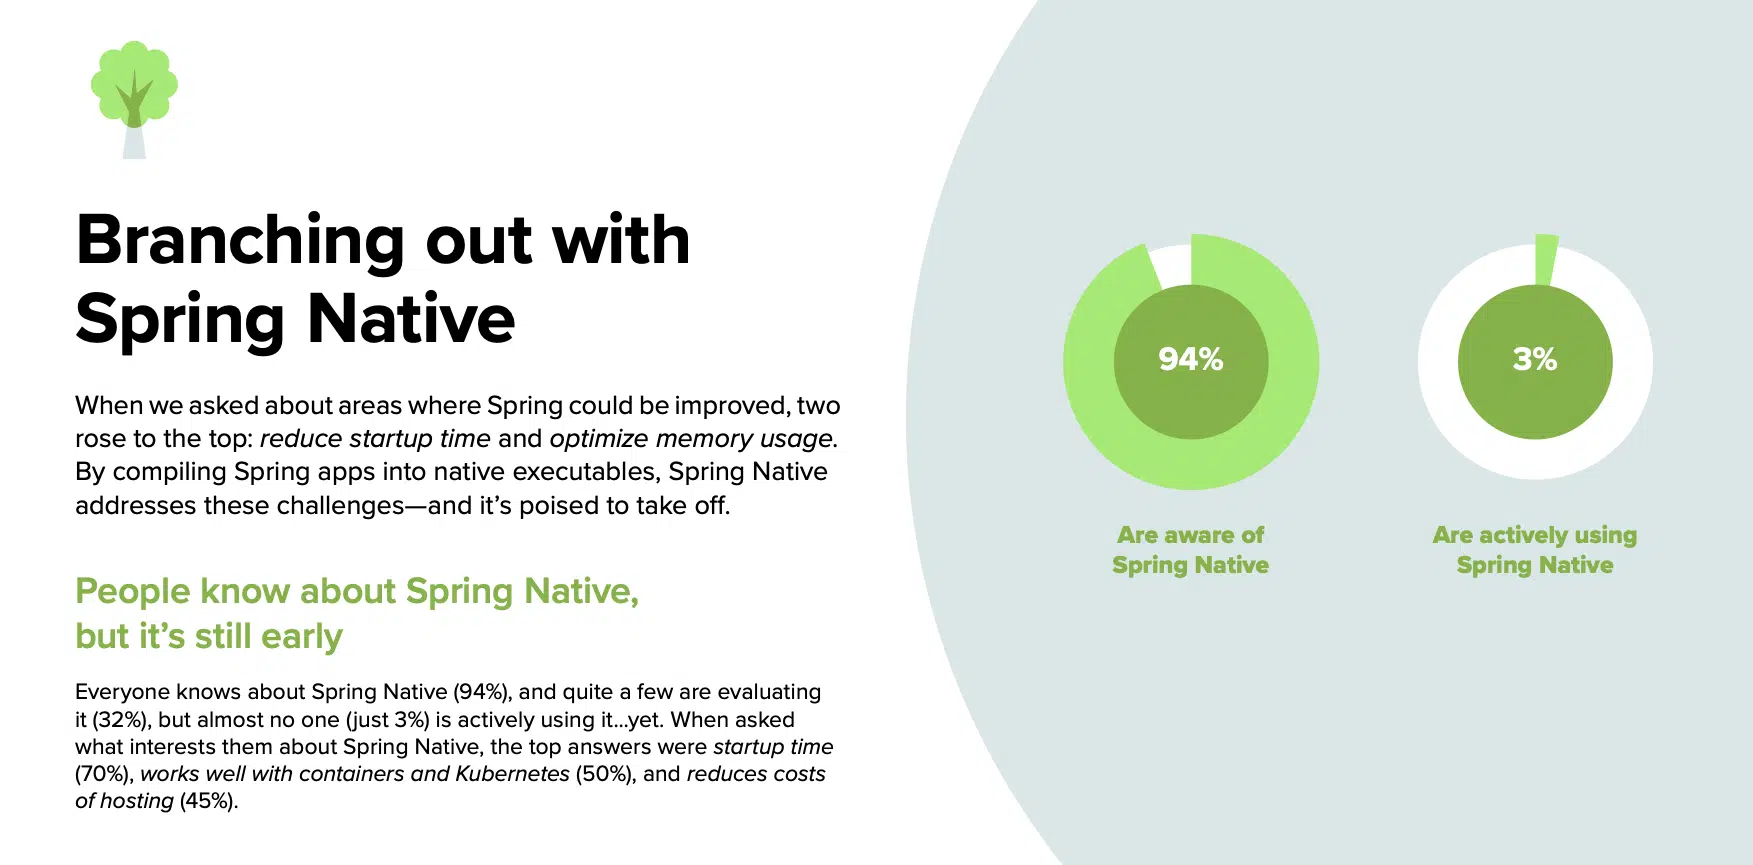 Branching out with
Spring Native
When we asked about areas where Spring could be improved, two
rose to the top: reduce startup time and optimize memory usage.
By compiling Spring apps into native executables, Spring Native
addresses these challenges—and it’s poised to take off.
People know about Spring Native,
but it’s still early
Everyone knows about Spring Native (94%), and quite a few are evaluating
it (32%), but almost no one (just 3%) is actively using it...yet. When asked
what interests them about Spring Native, the top answers were startup time
(70%), works well with containers and Kubernetes (50%), and reduces costs
of hosting (45%).
94%
Are aware of
Spring Native
3%
Are actively using
Spring Native